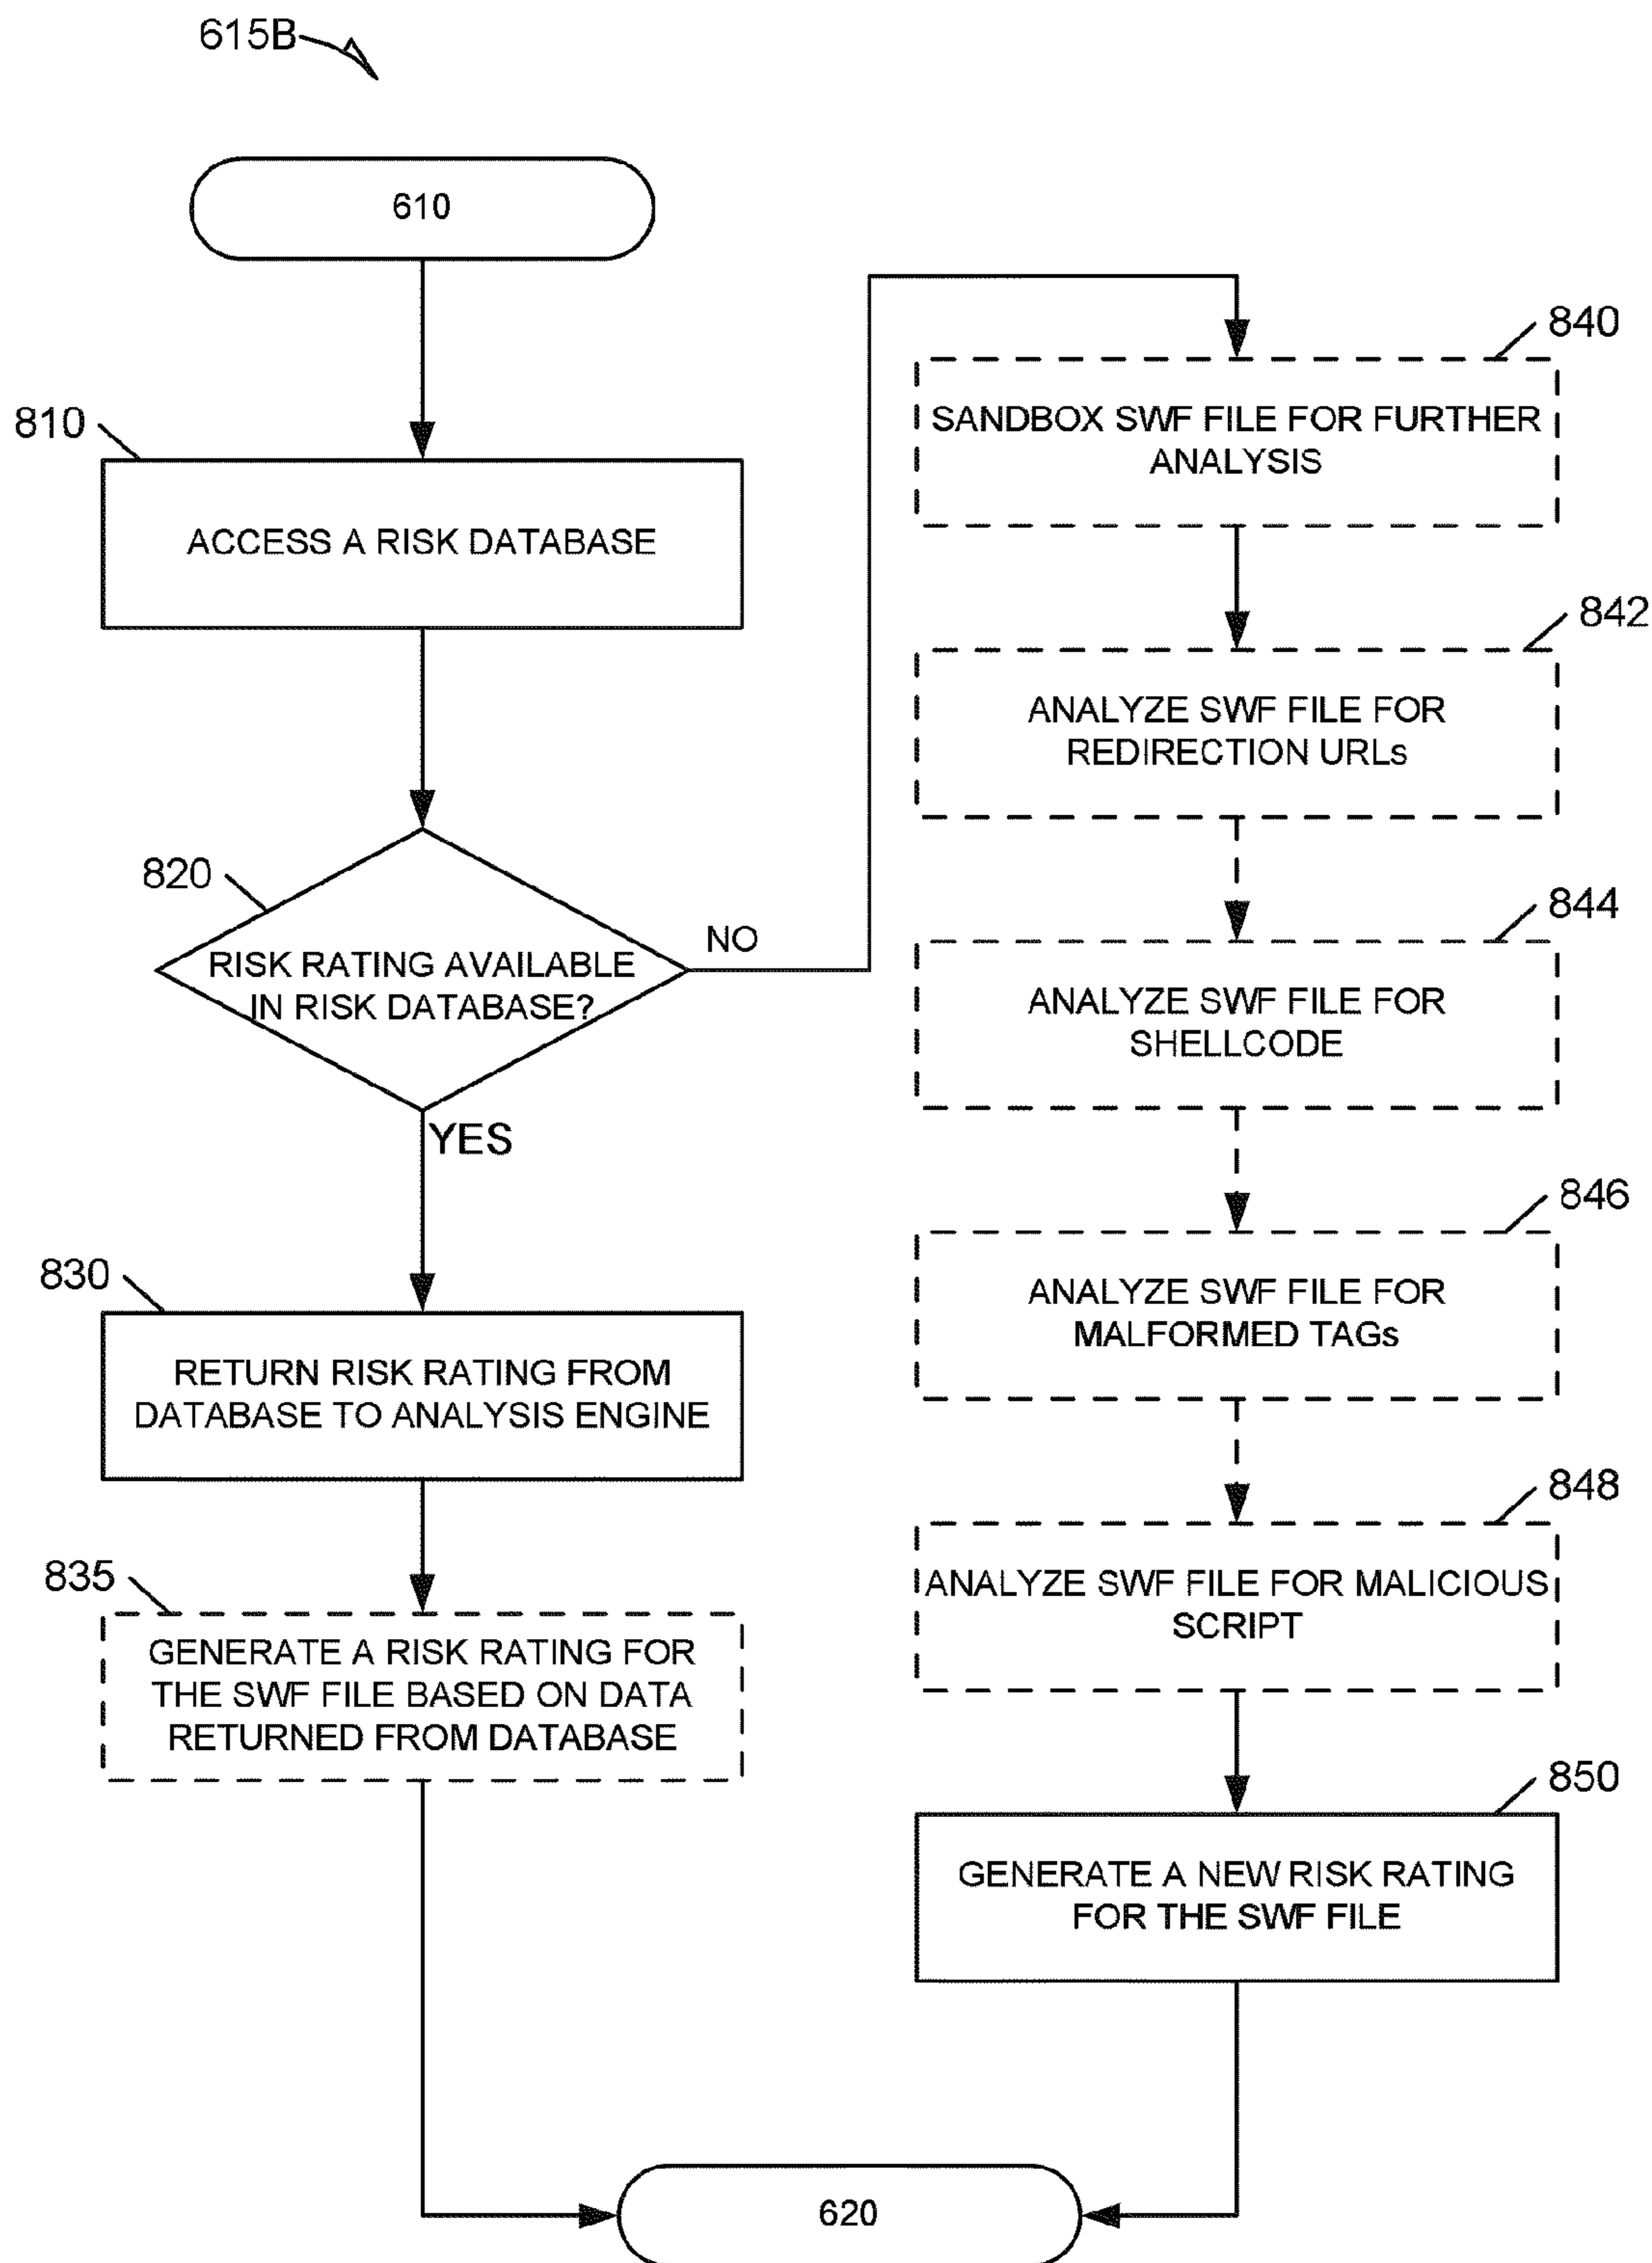 615B
610
810
ACCESS A RISK DATABASE
820
RISK RATING AVAILABLE
IN RISK DATABASE?
NO
YES
830
RETURN RISK RATING FROM
DATABASE TO ANALYSIS ENGINE
835
GENERATE A RISK RATING FOR
THE SWF FILE BASED ON DATA
RETURNED FROM DATABASE
840
SANDBOX SWF FILE FOR FURTHER
ANALYSIS
842
ANALYZE SWF FILE FOR
REDIRECTION URLs
844
ANALYZE SWF FILE FOR
SHELLCODE
846
ANALYZE SWF FILE FOR
MALFORMED TAGs
848
ANALYZE SWF FILE FOR MALICIOUS
SCRIPT
850
GENERATE A NEW RISK RATING
FOR THE SWF FILE
620